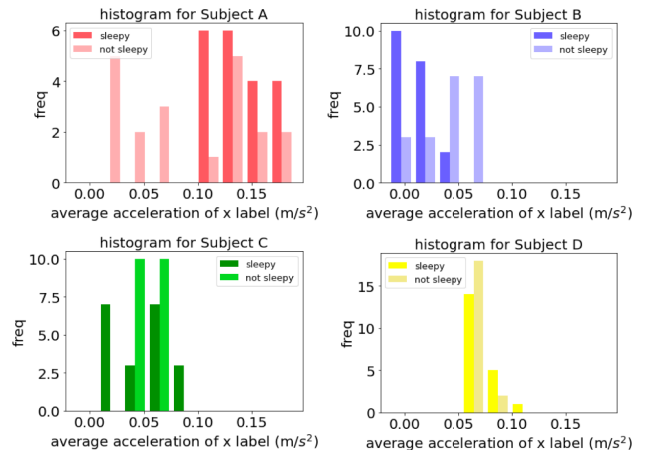 histogram for Subject A
sleepy
not sleepy
freq
6
4
2
0
0.00 0.05 0.10 0.15
average acceleration of x label (m/s²)
histogram for Subject B
sleepy
not sleepy
freq
10.0
7.5
5.0
2.5
0.0
0.00 0.05 0.10 0.15
average acceleration of x label (m/s²)
histogram for Subject C
sleepy
not sleepy
freq
10.0
7.5
5.0
2.5
0.0
0.00 0.05 0.10 0.15
average acceleration of x label (m/s²)
histogram for Subject D
sleepy
not sleepy
freq
15
10
5
0
0.00 0.05 0.10 0.15
average acceleration of x label (m/s²)